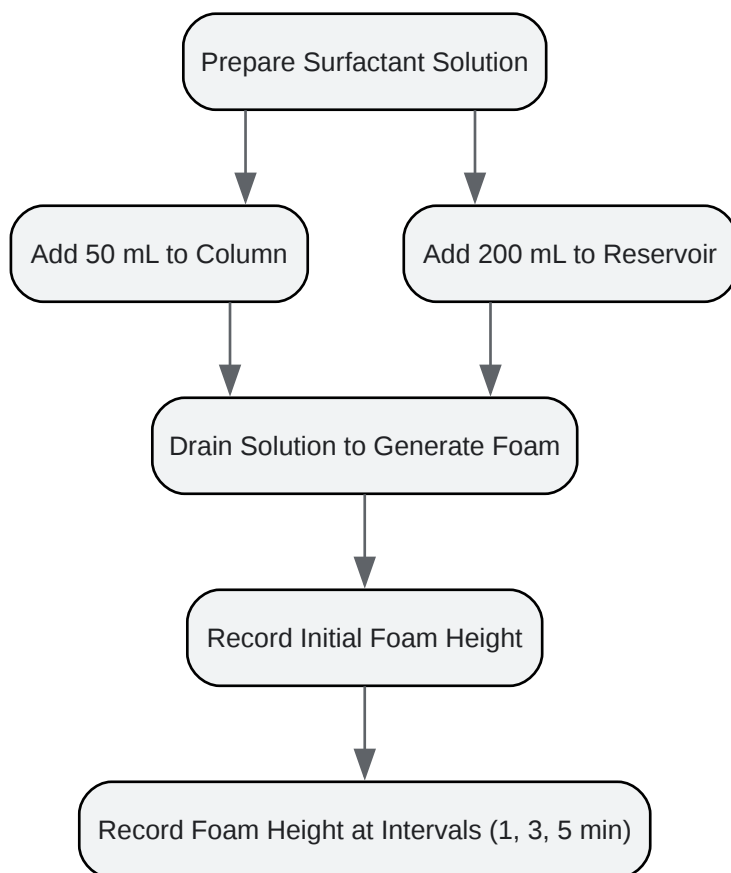 Prepare Surfactant Solution
Add 50 mL to Column
Add 200 mL to Reservoir
Drain Solution to Generate Foam
Record Initial Foam Height
Record Foam Height at Intervals (1, 3, 5 min)